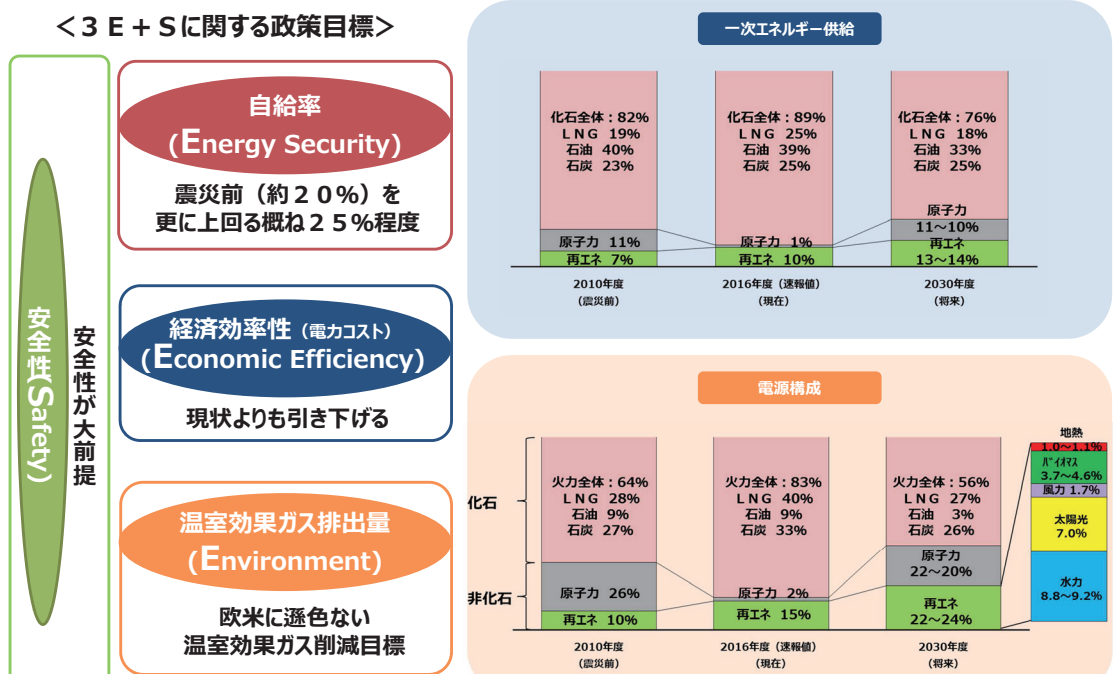 <３Ｅ＋Ｓに関する政策目標>
安全性(Safety)
安全性が大前提
自給率
(Energy Security)
震災前（約２０％）を
更に上回る概ね２５％程度
経済効率性（電力コスト）
(Economic Efficiency)
現状よりも引き下げる
温室効果ガス排出量
(Environment)
欧米に遜色ない
温室効果ガス削減目標
一次エネルギー供給
化石全体：82%
ＬＮＧ 19%
石油 40%
石炭 23%
原子力 11%
再エネ 7%
2010年度
(震災前)
化石全体：89%
ＬＮＧ 25%
石油 39%
石炭 25%
原子力 1%
再エネ 10%
2016年度（速報値）
(現在)
化石全体：76%
ＬＮＧ 18%
石油 33%
石炭 25%
原子力
11～10%
再エネ
13～14%
2030年度
(将来)
電源構成
化石
非化石
火力全体：64%
ＬＮＧ 28%
石油 9%
石炭 27%
原子力 26%
再エネ 10%
2010年度
(震災前)
火力全体：83%
ＬＮＧ 40%
石油 9%
石炭 33%
原子力 2%
再エネ 15%
2016年度（速報値）
(現在)
火力全体：56%
ＬＮＧ 27%
石油 3%
石炭 26%
原子力
22～20%
再エネ
22～24%
2030年度
(将来)
地熱
1.0～1.1%
ﾊﾞｲｵﾏｽ
3.7～4.6%
風力 1.7%
太陽光
7.0%
水力
8.8～9.2%